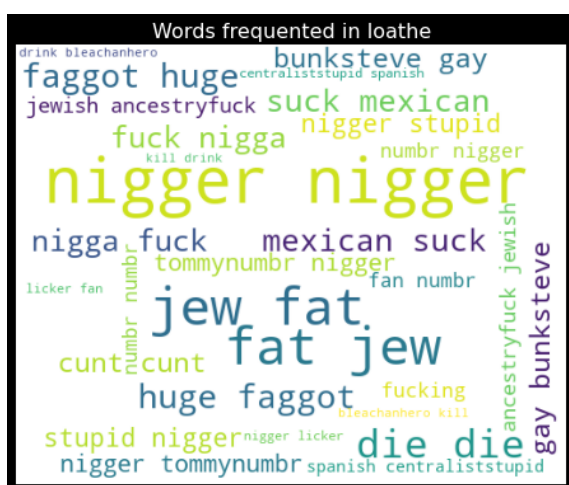 Words frequented in loathe
drink bleachanhero
bunksteve gay
faggot huge
centraliststupid spanish
jewish ancestryfuck
suck mexican
fuck nigga
nigger stupid
kill drink
numbr nigger
nigger nigger
nigga fuck
mexican suck
ancestryfuck jewish
gay bunksteve
numbr numbr
tommynumbr nigger
fan numbr
licker fan
jew fat
fat jew
cunt cunt
huge faggot
fucking
bleachanhero kill
stupid nigger
nigger licker
die die
nigger tommynumbr
spanish centraliststupid